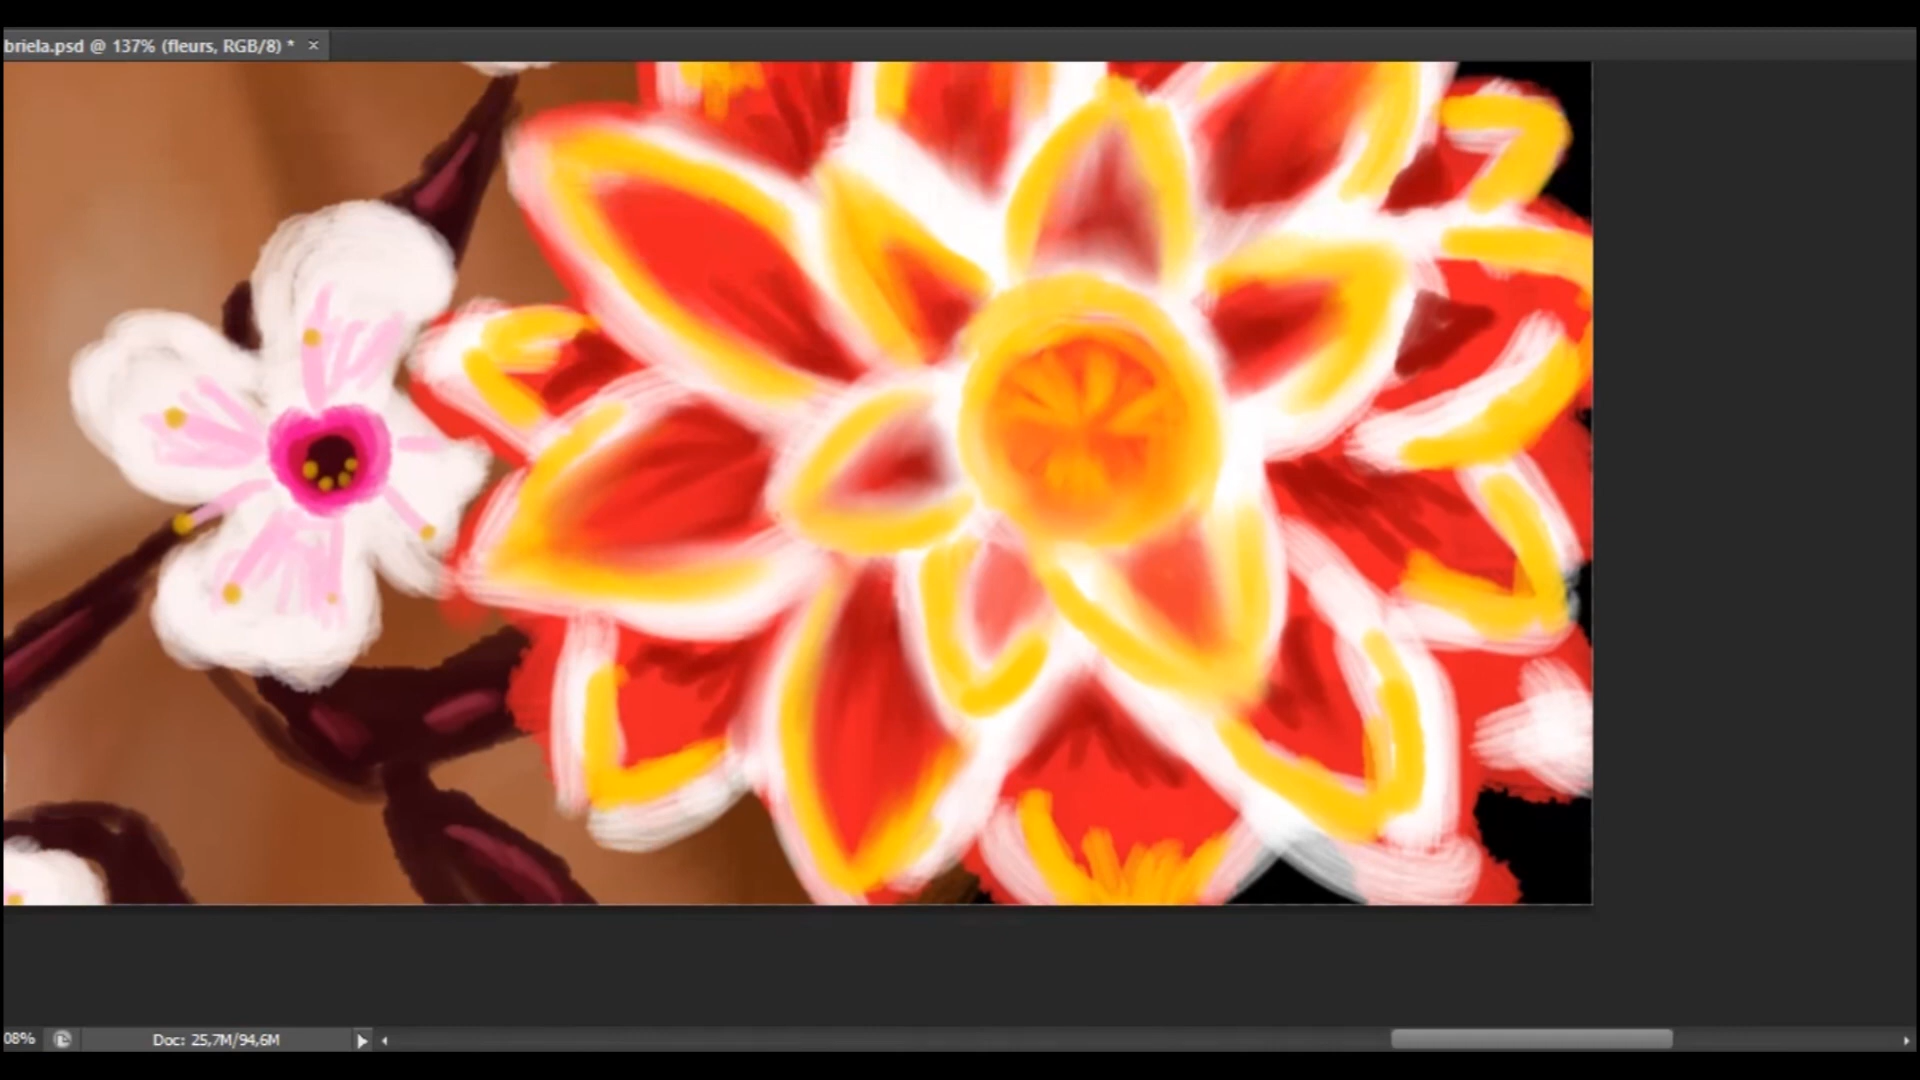 briela.psd @ 137% (fleurs, RGB/8) * ×
08%
Doc: 25,7M/94,6M